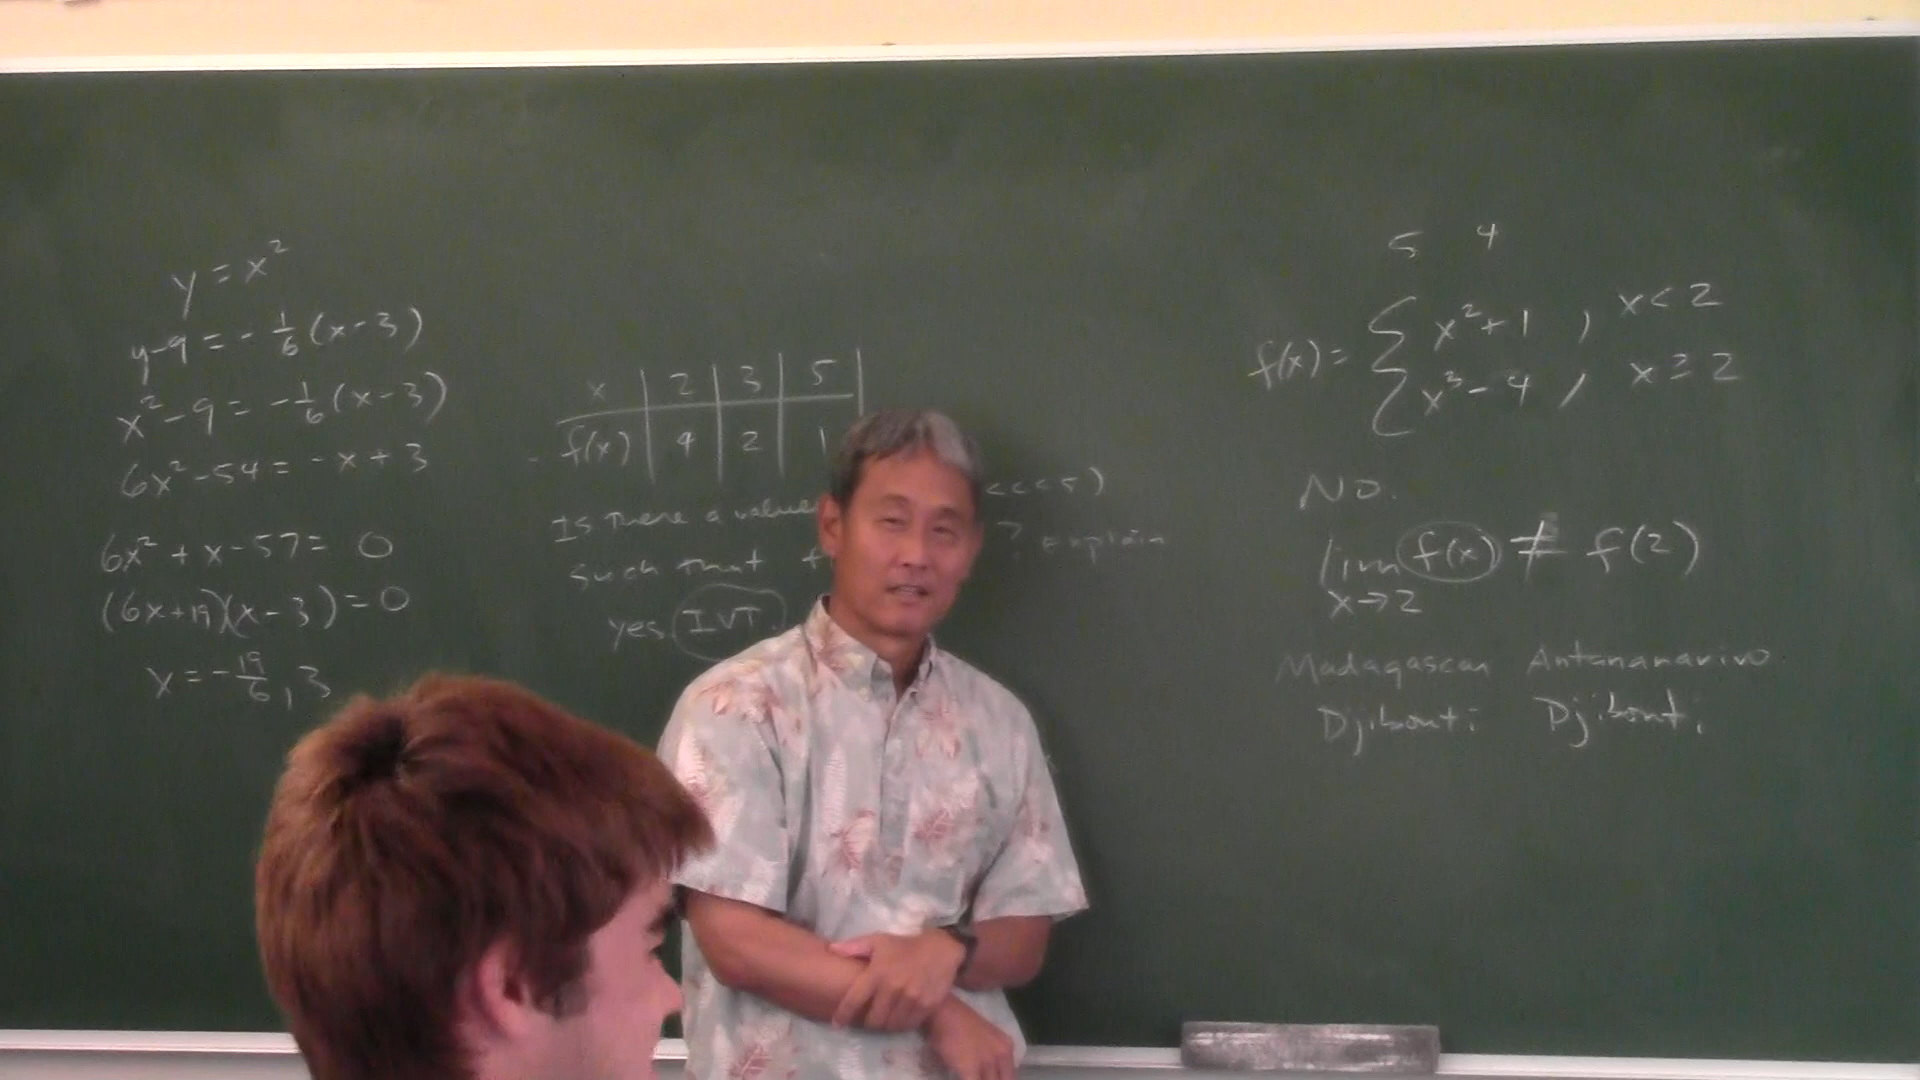 y = x²
y-9 = -1/6 (x-3)
x²-9 = -1/6 (x-3)
6x²-54 = -x+3
6x²+x-57 = 0
(6x+19)(x-3) = 0
x = -19/6, 3
x 2 3 5
f(x) 4 2 1
Is there a value
such that ? Explain
yes IVT.
5 4
f(x) = { x²+1 , x<2
x³-4 , x≥2
NO.
lim f(x) ≠ f(2)
x→2
Madagascar Antananarivo
Djibouti Djibouti